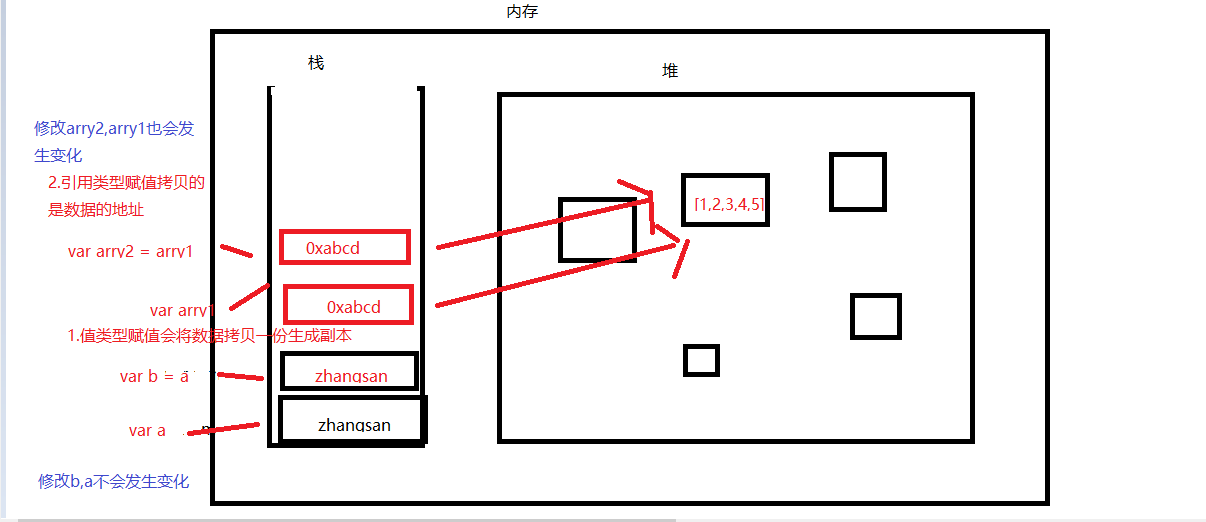 内存
栈
堆
修改arry2,arry1也会发
生变化
2.引用类型赋值拷贝的
是数据的地址
[1,2,3,4,5]
var arry2 = arry1
0xabcd
var arry1
0xabcd
1.值类型赋值会将数据拷贝一份生成副本
var b = a
zhangsan
var a
zhangsan
修改b,a不会发生变化